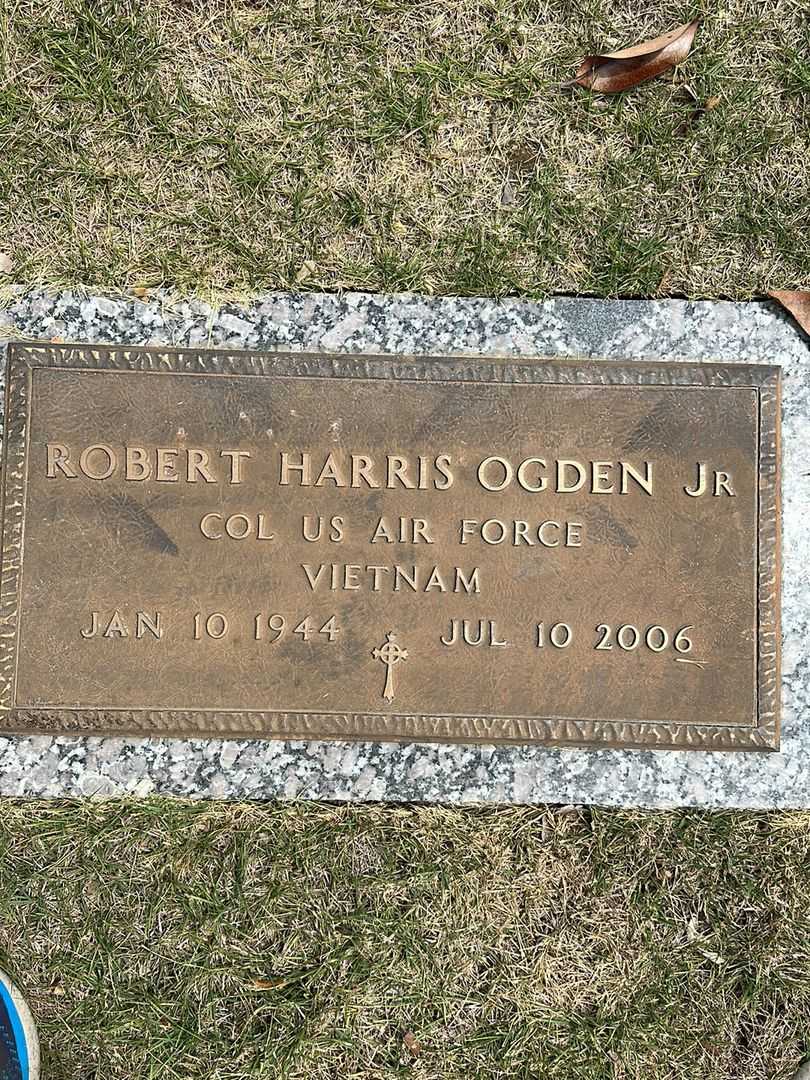 ROBERT HARRIS OGDEN JR
COL US AIR FORCE
VIETNAM
JAN 10 1944 JUL 10 2006